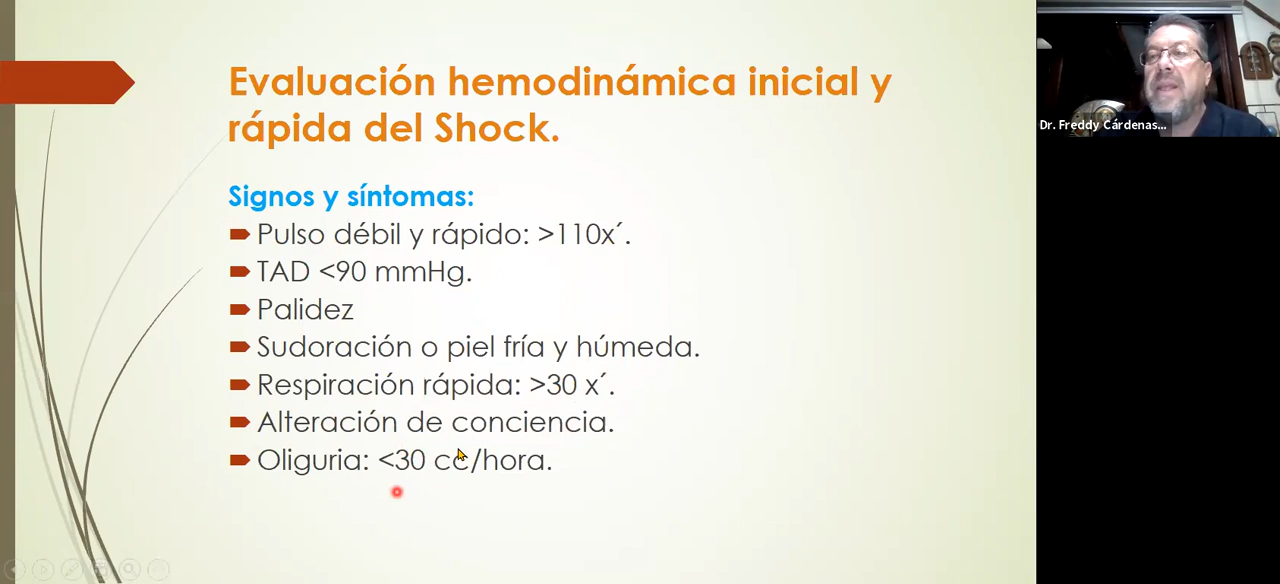 Evaluación hemodinámica inicial y
rápida del Shock.
Signos y síntomas:
Pulso débil y rápido: >110x´.
TAD <90 mmHg.
Palidez
Sudoración o piel fría y húmeda.
Respiración rápida: >30 x´.
Alteración de conciencia.
Oliguria: <30 cc/hora.
Dr. Freddy Cárdenas...